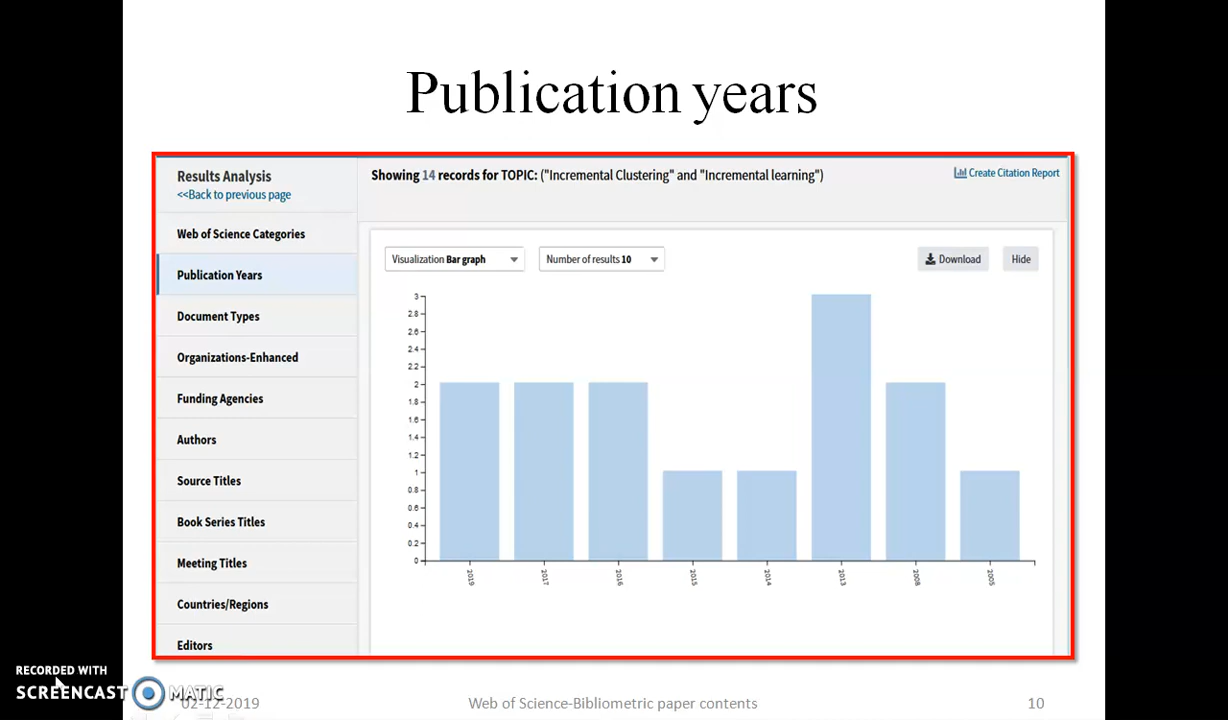 Publication years
Results Analysis
<<Back to previous page
Showing 14 records for TOPIC: ("Incremental Clustering" and "Incremental learning")
Create Citation Report
Web of Science Categories
Publication Years
Document Types
Organizations-Enhanced
Funding Agencies
Authors
Source Titles
Book Series Titles
Meeting Titles
Countries/Regions
Editors
Visualization Bar graph
Number of results 10
Download
Hide
3
2.8
2.6
2.4
2.2
2
1.8
1.6
1.4
1.2
1
0.8
0.6
0.4
0.2
0
2019
2017
2016
2015
2014
2013
2008
2005
RECORDED WITH
SCREENCAST MATIC
02-12-2019
Web of Science-Bibliometric paper contents
10